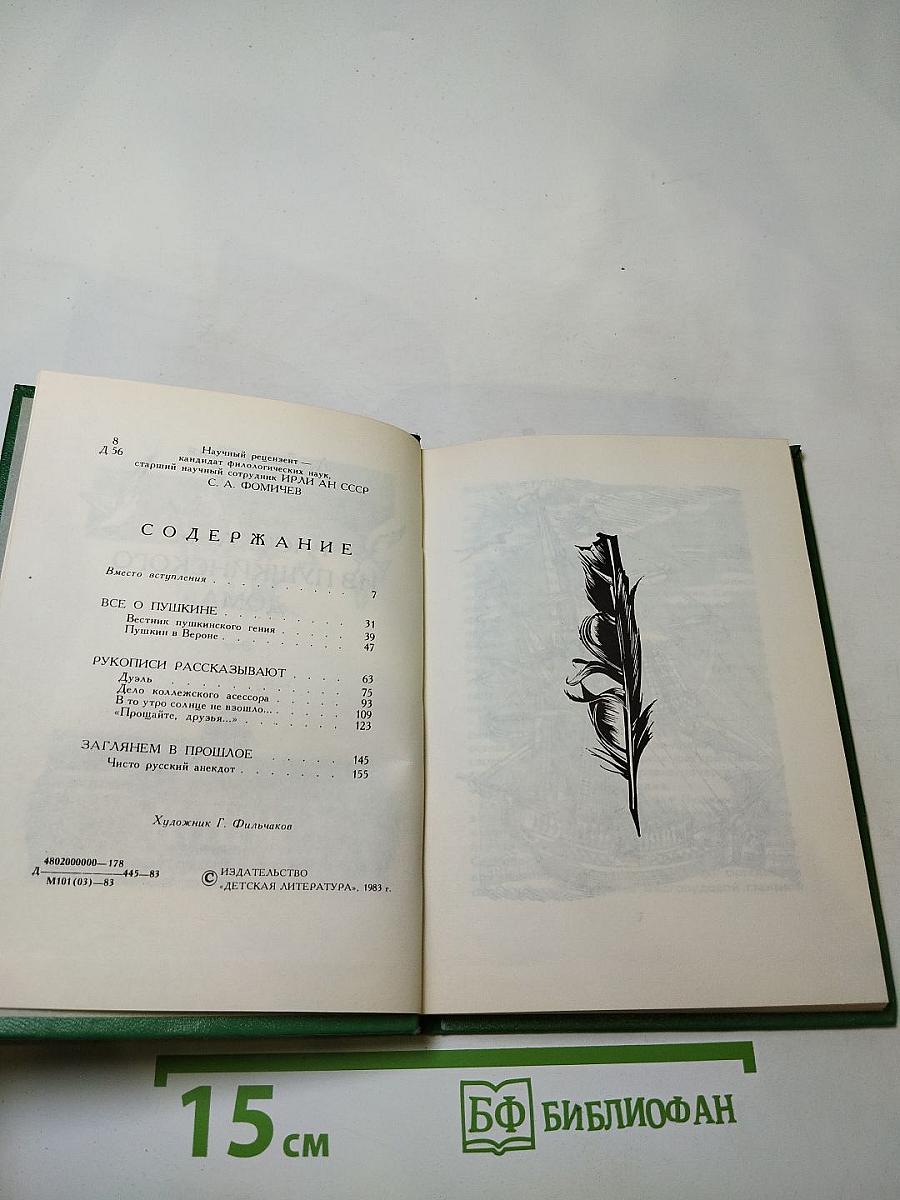 8
Д 56
Научный рецензент —
кандидат филологических наук,
старший научный сотрудник ИРЛИ АН СССР
С. А. ФОМИЧЕВ
СОДЕРЖАНИЕ
Вместо вступления . . . . . . . . . . 7
ВСЕ О ПУШКИНЕ . . . . . . . . . 31
Вестник пушкинского гения . . . . . . 39
Пушкин в Вероне . . . . . . . . . . 47
РУКОПИСИ РАССКАЗЫВАЮТ . . . . 63
Дуэль . . . . . . . . . . . . . 75
Дело коллежского асессора . . . . . . 93
В то утро солнце не взошло... . . . . . 109
«Прощайте, друзья...» . . . . . . . . 123
ЗАГЛЯНЕМ В ПРОШЛОЕ . . . . . . 145
Чисто русский анекдот . . . . . . . . 155
Художник Г. Фильчаков
4802000000—178
Д 445—83
М101(03)—83
© ИЗДАТЕЛЬСТВО
«ДЕТСКАЯ ЛИТЕРАТУРА», 1983 г.
15 см
БФ БИБЛИОФАН